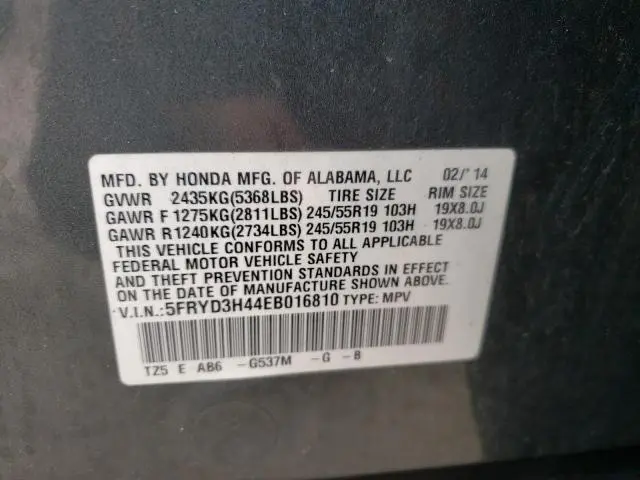 MFD. BY HONDA MFG. OF ALABAMA, LLC 02/'14
GVWR 2435KG(5368LBS) TIRE SIZE RIM SIZE
GAWR F 1275KG(2811LBS) 245/55R19 103H 19X8.0J
GAWR R 1240KG(2734LBS) 245/55R19 103H 19X8.0J
THIS VEHICLE CONFORMS TO ALL APPLICABLE
FEDERAL MOTOR VEHICLE SAFETY
AND THEFT PREVENTION STANDARDS IN EFFECT
ON THE DATE OF MANUFACTURE SHOWN ABOVE.
V.I.N.:5FRYD3H44EB016810 TYPE: MPV
TZ5 E AB6 -G537M -G -B